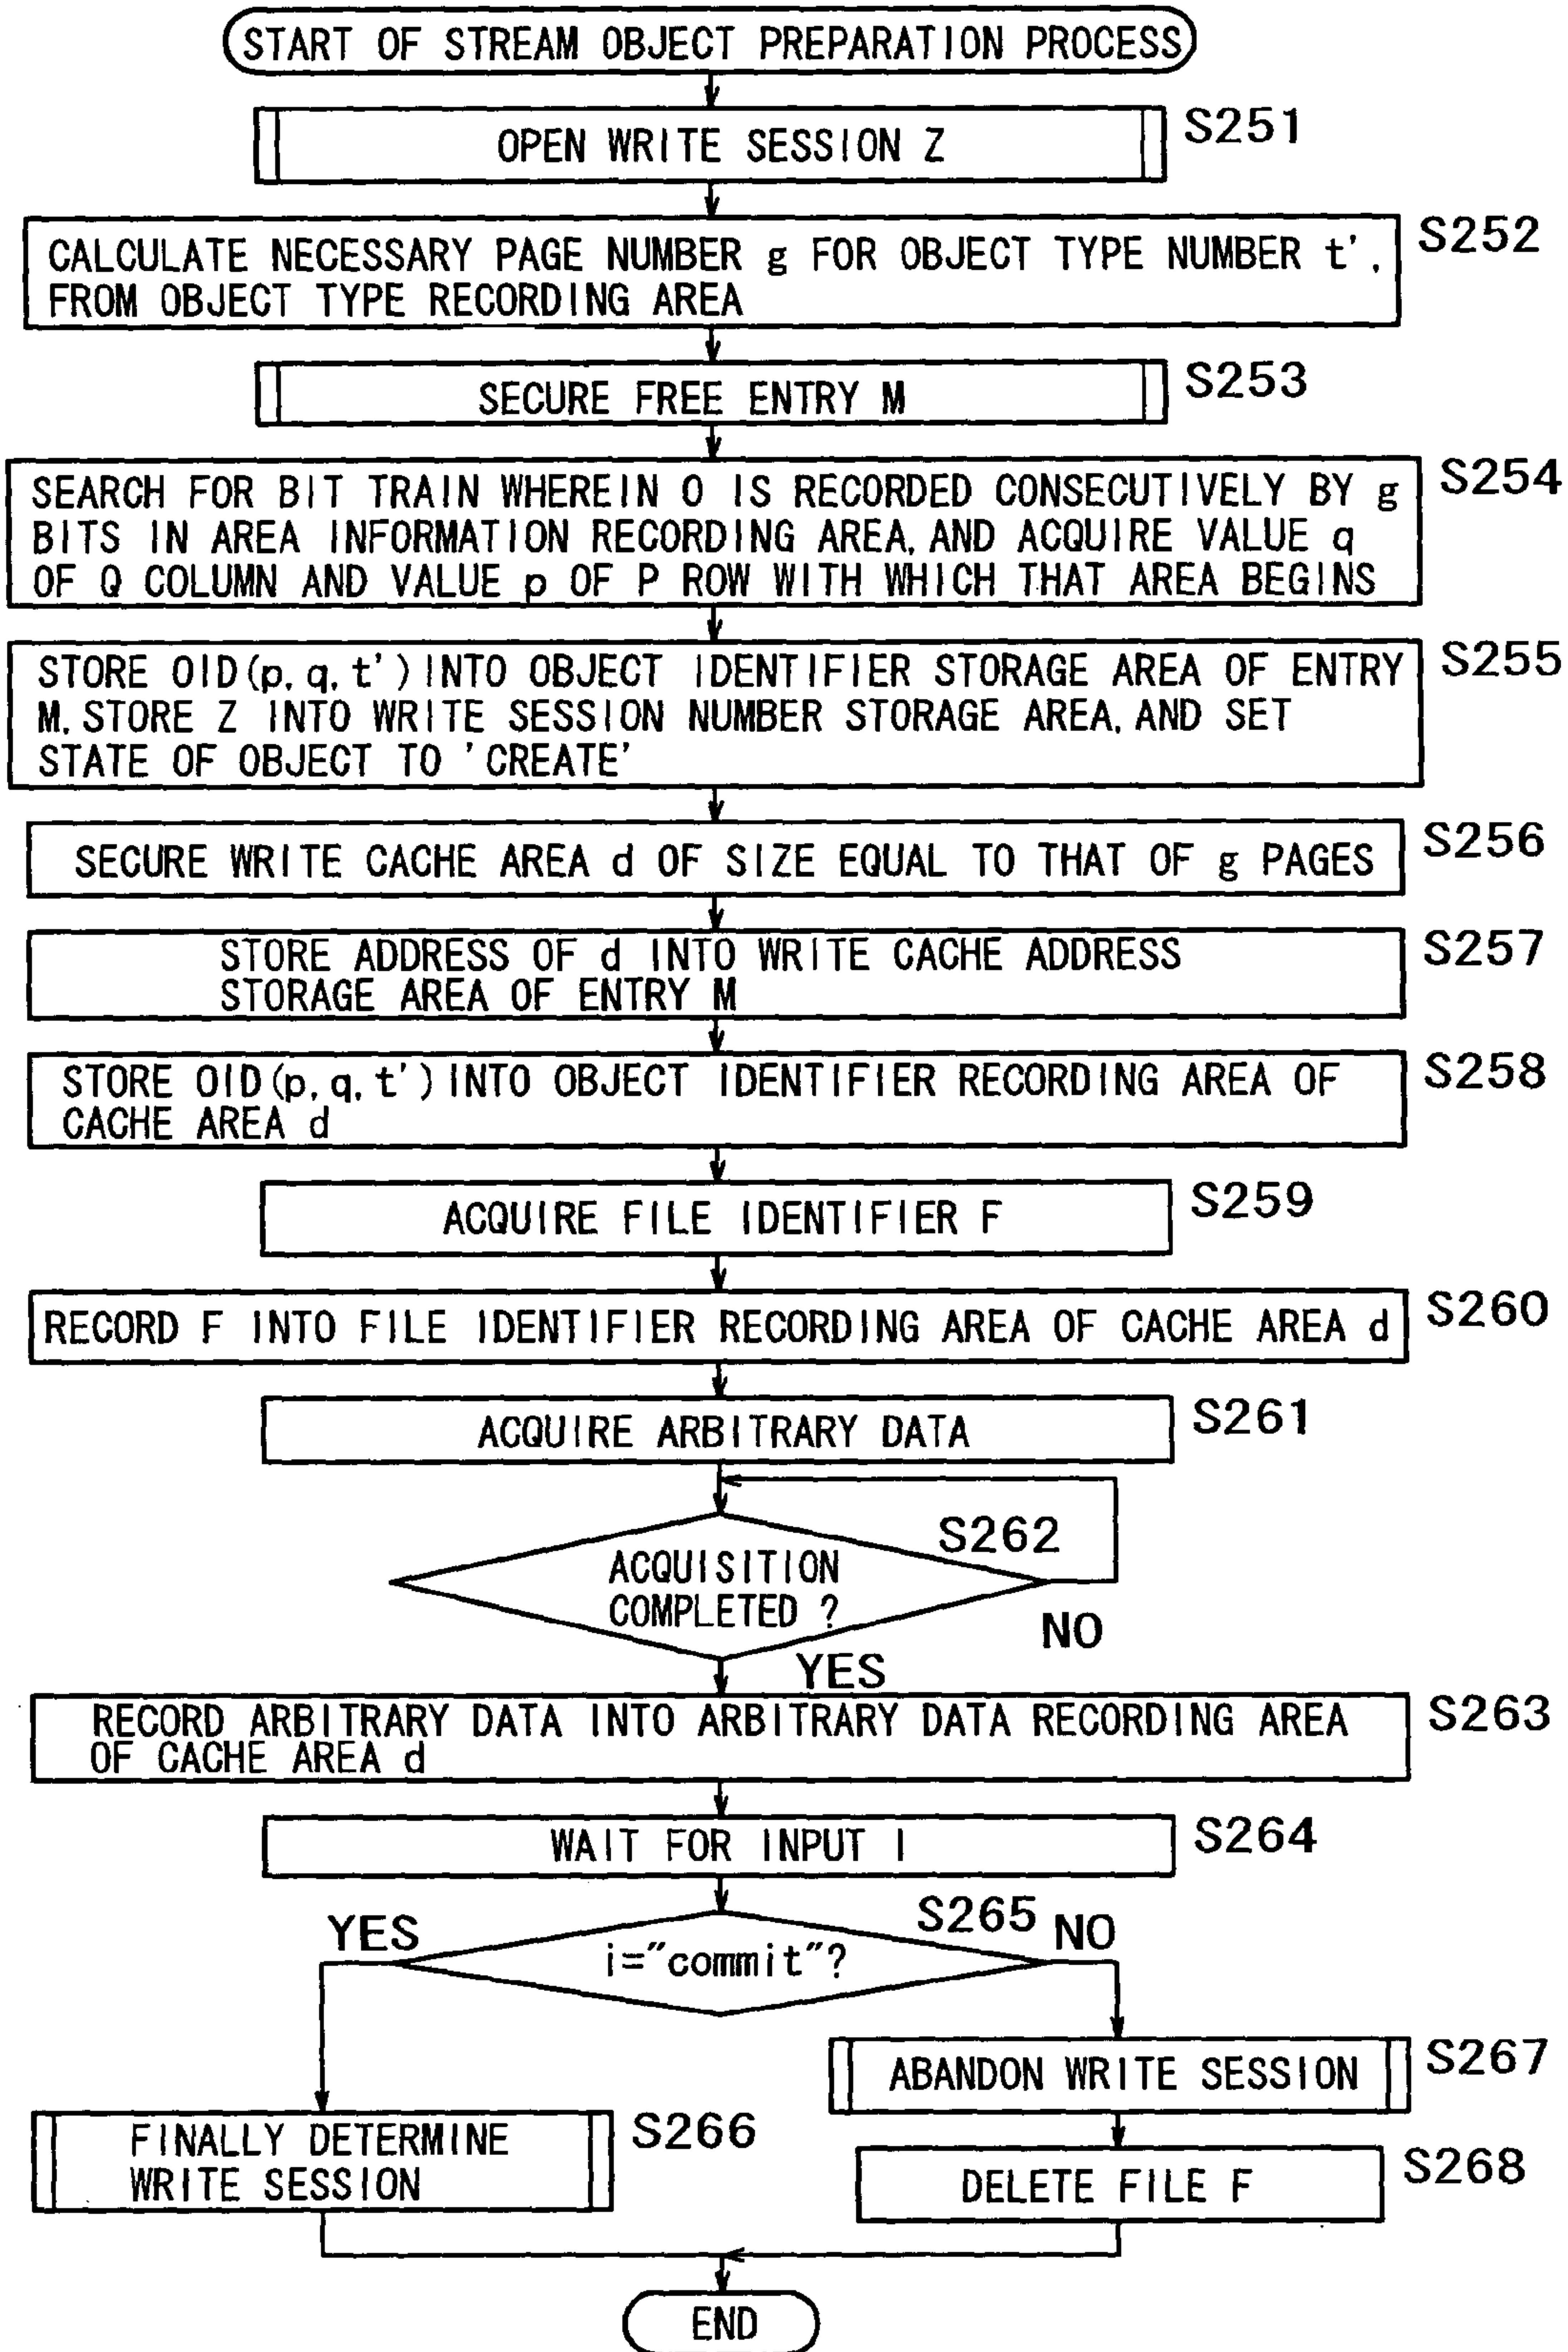 START OF STREAM OBJECT PREPARATION PROCESS
OPEN WRITE SESSION Z
S251
CALCULATE NECESSARY PAGE NUMBER g FOR OBJECT TYPE NUMBER t',
FROM OBJECT TYPE RECORDING AREA
S252
SECURE FREE ENTRY M
S253
SEARCH FOR BIT TRAIN WHEREIN 0 IS RECORDED CONSECUTIVELY BY g
BITS IN AREA INFORMATION RECORDING AREA, AND ACQUIRE VALUE q
OF Q COLUMN AND VALUE p OF P ROW WITH WHICH THAT AREA BEGINS
S254
STORE OID(p, q, t') INTO OBJECT IDENTIFIER STORAGE AREA OF ENTRY
M, STORE Z INTO WRITE SESSION NUMBER STORAGE AREA, AND SET
STATE OF OBJECT TO 'CREATE'
S255
SECURE WRITE CACHE AREA d OF SIZE EQUAL TO THAT OF g PAGES
S256
STORE ADDRESS OF d INTO WRITE CACHE ADDRESS
STORAGE AREA OF ENTRY M
S257
STORE OID(p, q, t') INTO OBJECT IDENTIFIER RECORDING AREA OF
CACHE AREA d
S258
ACQUIRE FILE IDENTIFIER F
S259
RECORD F INTO FILE IDENTIFIER RECORDING AREA OF CACHE AREA d
S260
ACQUIRE ARBITRARY DATA
S261
S262
ACQUISITION
COMPLETED ?
NO
YES
RECORD ARBITRARY DATA INTO ARBITRARY DATA RECORDING AREA
OF CACHE AREA d
S263
WAIT FOR INPUT I
S264
YES
S265
NO
i="commit"?
ABANDON WRITE SESSION
S267
FINALLY DETERMINE
WRITE SESSION
S266
DELETE FILE F
S268
END